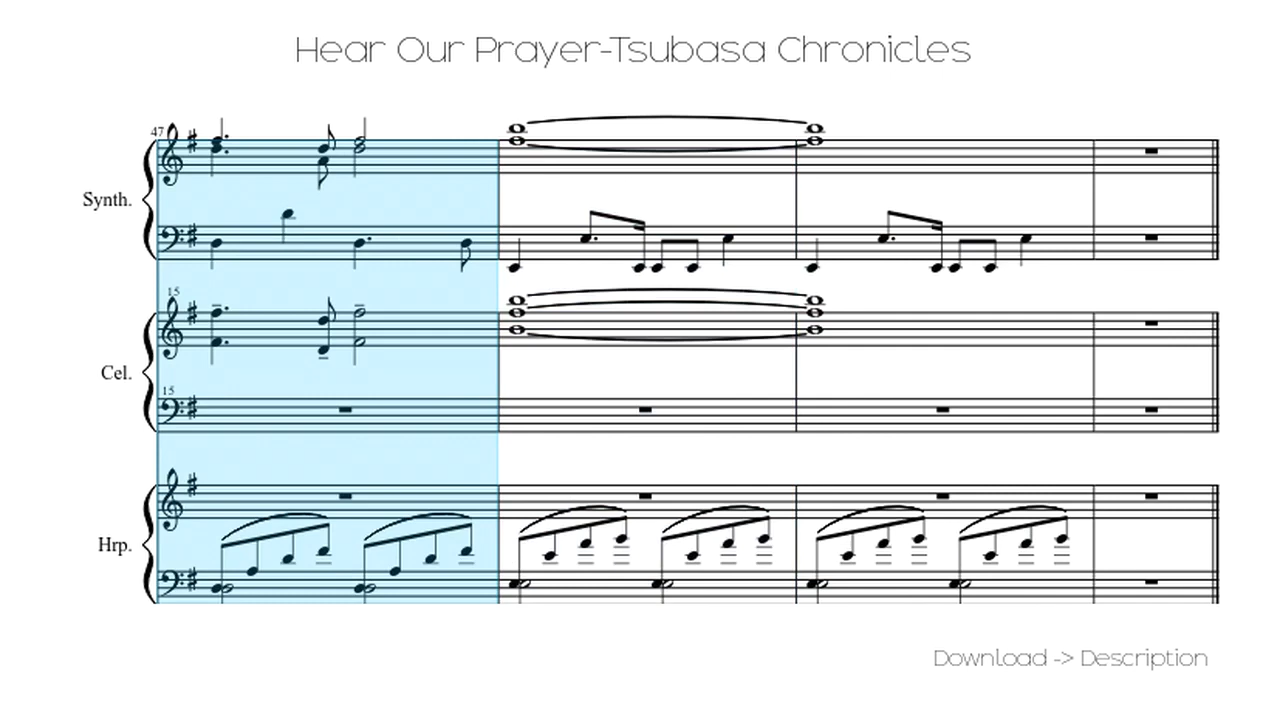 Hear Our Prayer-Tsubasa Chronicles
47
Synth.
15
Cel.
15
Hrp.
Download -> Description